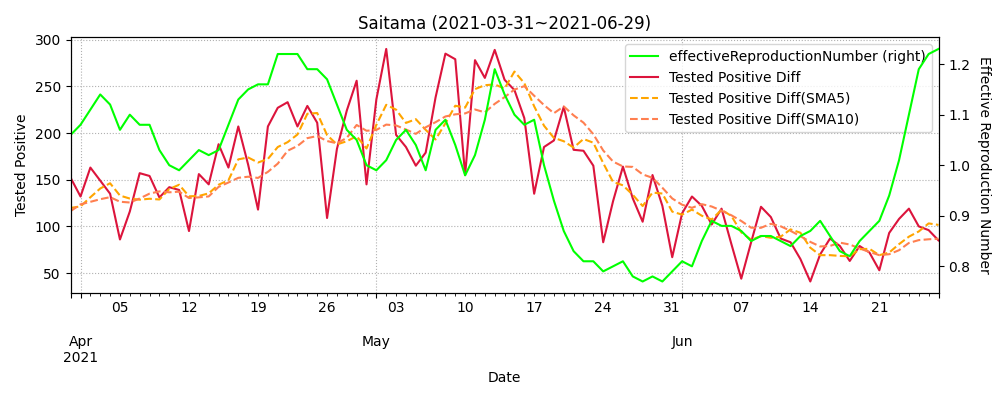 Saitama (2021-03-31~2021-06-29)
effectiveReproductionNumber (right)
Tested Positive Diff
Tested Positive Diff(SMA5)
Tested Positive Diff(SMA10)
Tested Positive
300
250
200
150
100
50
1.2
1.1
1.0
0.9
0.8
Effective Reproduction Number
05 12 19 26 03 10 17 24 31 07 14 21
Apr May Jun
2021
Date